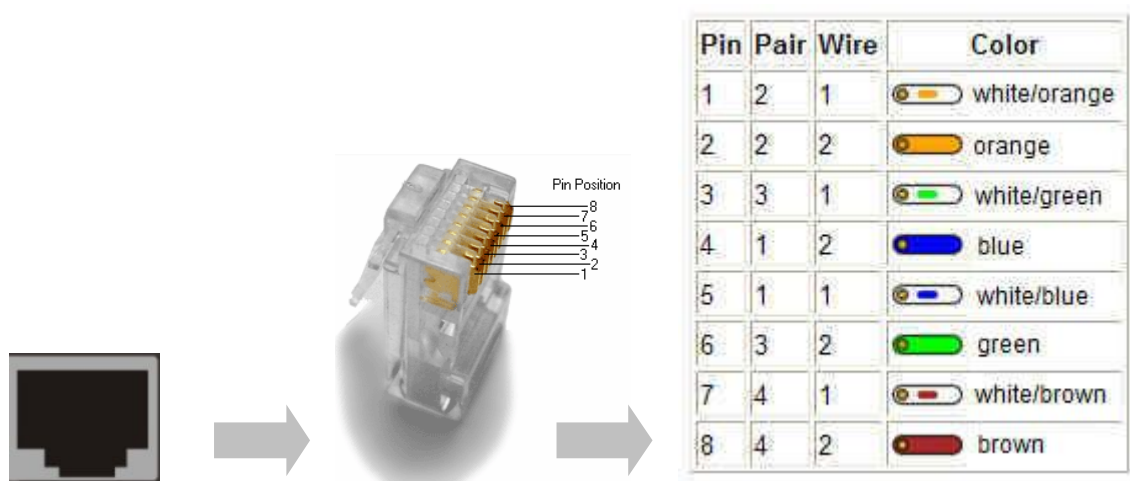 Pin Position
8
7
6
5
4
3
2
1
Pin Pair Wire Color
1 2 1 white/orange
2 2 2 orange
3 3 1 white/green
4 1 2 blue
5 1 1 white/blue
6 3 2 green
7 4 1 white/brown
8 4 2 brown